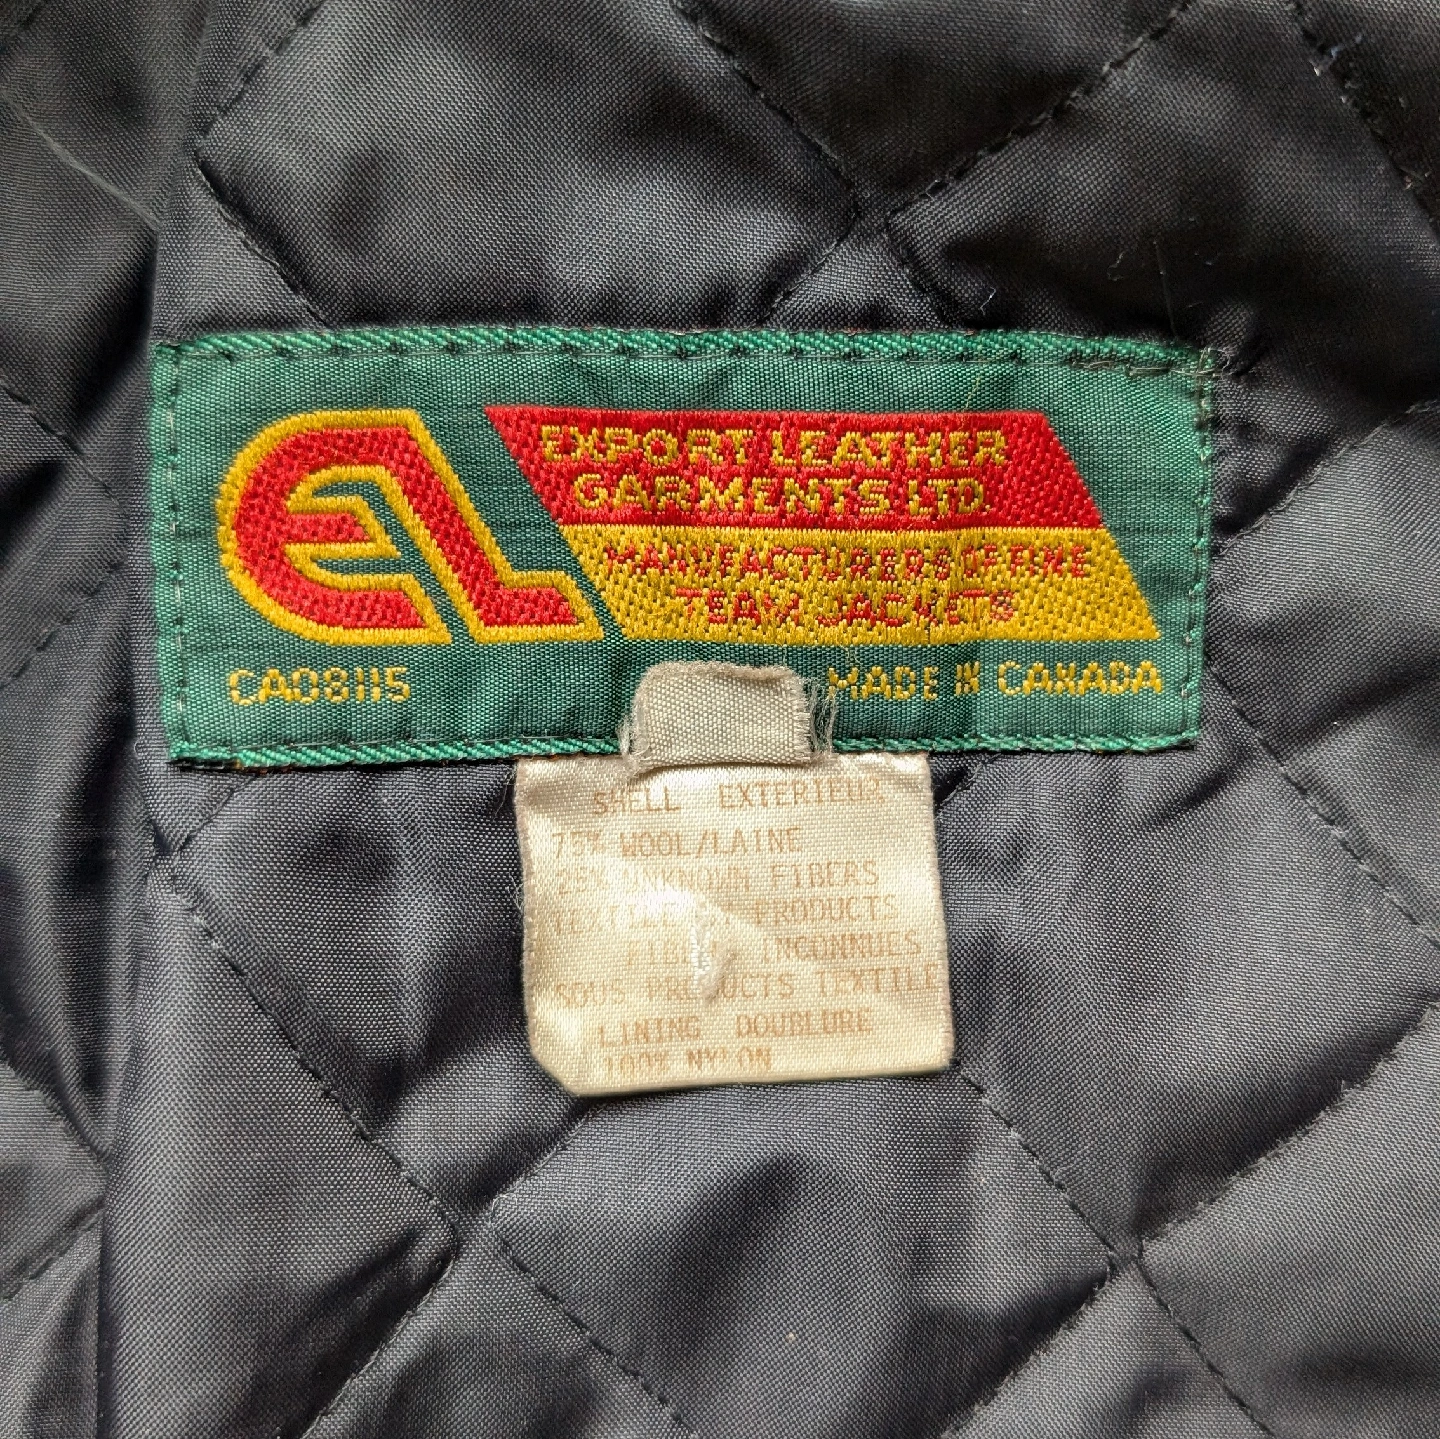 EL
EXPORT LEATHER
GARMENTS LTD.
MANUFACTURERS OF FINE
TEAM JACKETS
CA08115
MADE IN CANADA
SHELL EXTERIEUR
75% WOOL/LAINE
25% UNKNOWN FIBERS
TEXTILE PRODUCTS
INCONNUES
SOUS PRODUCTS TEXTILE
LINING DOUBLURE
100% NYLON